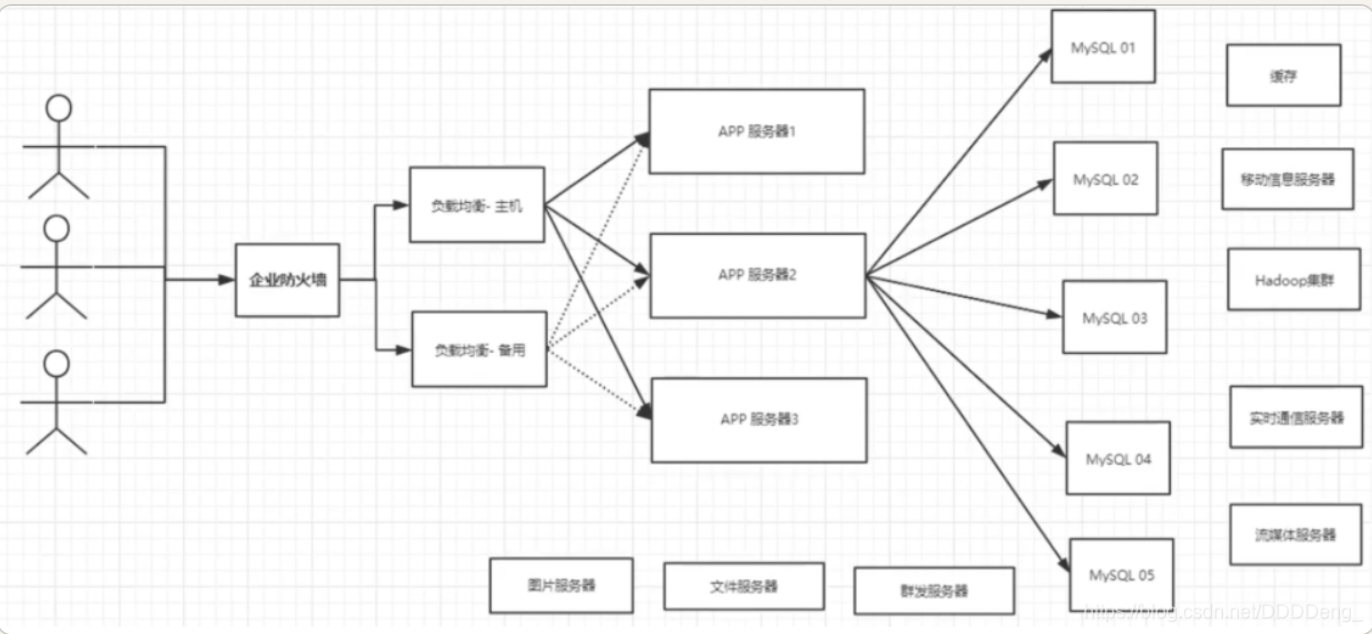 企业防火墙
负载均衡- 主机
负载均衡- 备用
APP 服务器1
APP 服务器2
APP 服务器3
MySQL 01
MySQL 02
MySQL 03
MySQL 04
MySQL 05
缓存
移动信息服务器
Hadoop集群
实时通信服务器
流媒体服务器
图片服务器
文件服务器
群发服务器
https://blog.csdn.net/DDDDeng_